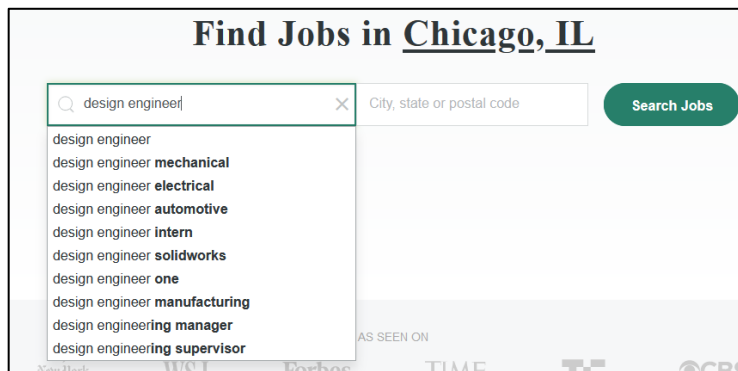 Find Jobs in Chicago, IL
design engineer
City, state or postal code
Search Jobs
design engineer
design engineer mechanical
design engineer electrical
design engineer automotive
design engineer intern
design engineer solidworks
design engineer one
design engineer manufacturing
design engineering manager
design engineering supervisor
AS SEEN ON
WSJ Forbes TIME CBS